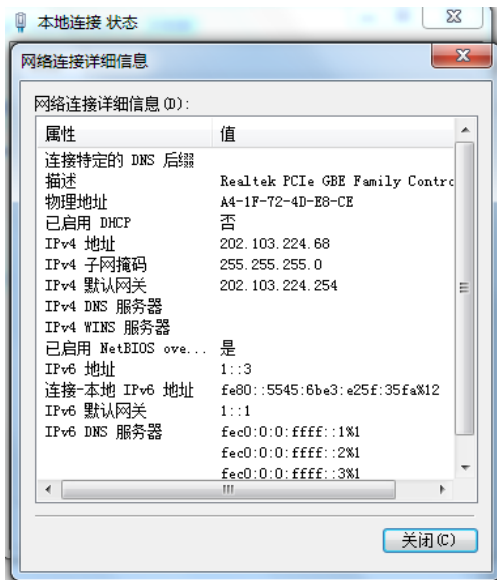 本地连接 状态
网络连接详细信息
网络连接详细信息(D):
属性 值
连接特定的 DNS 后缀
描述 Realtek PCIe GBE Family Contro
物理地址 A4-1F-72-4D-E8-CE
已启用 DHCP 否
IPv4 地址 202.103.224.68
IPv4 子网掩码 255.255.255.0
IPv4 默认网关 202.103.224.254
IPv4 DNS 服务器
IPv4 WINS 服务器
已启用 NetBIOS ove... 是
IPv6 地址 1::3
连接-本地 IPv6 地址 fe80::5545:6be3:e25f:35fa%12
IPv6 默认网关 1::1
IPv6 DNS 服务器 fec0:0:0:ffff::1%1
fec0:0:0:ffff::2%1
fec0:0:0:ffff::3%1
关闭(C)